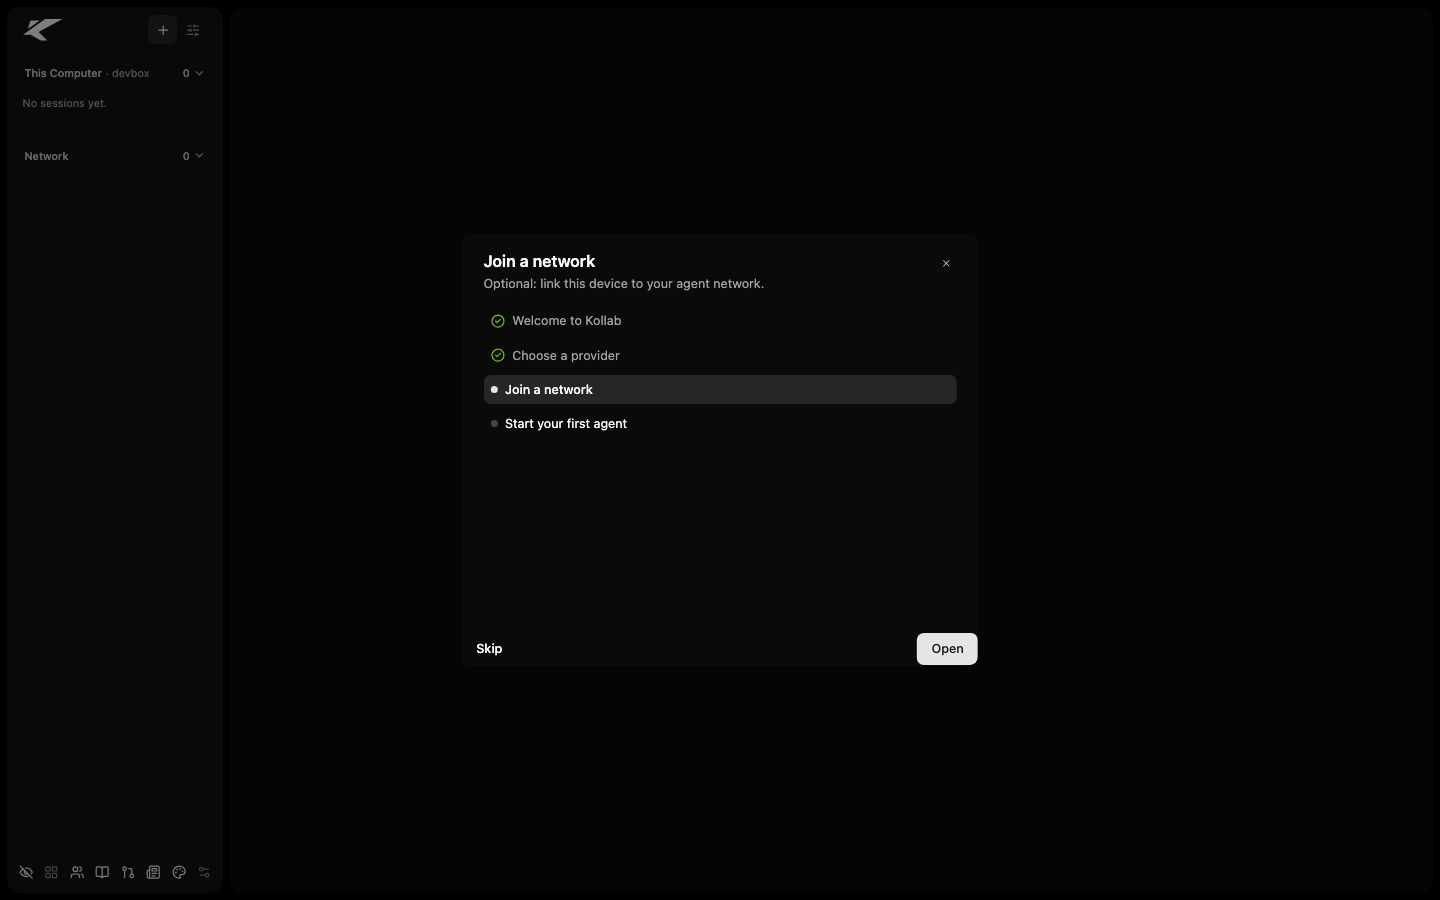 This Computer · devbox 0
No sessions yet.
Network 0
Join a network
Optional: link this device to your agent network.
Welcome to Kollab
Choose a provider
Join a network
Start your first agent
Skip
Open